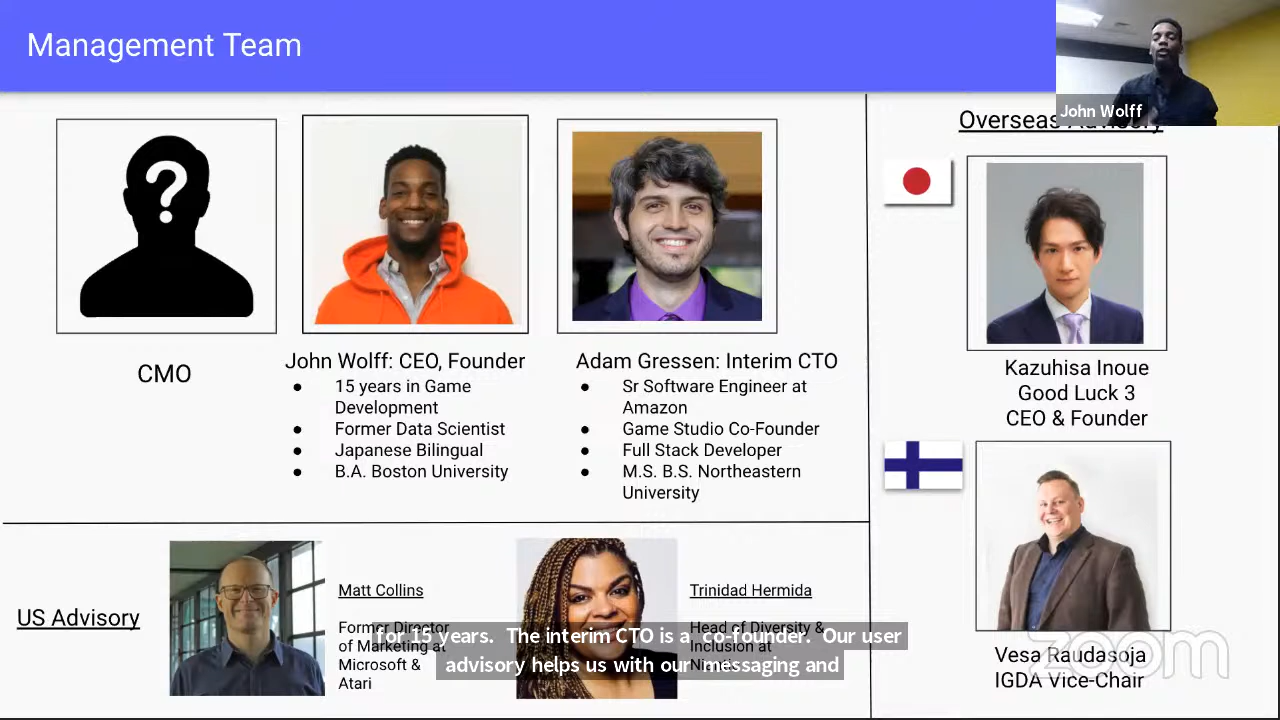 Management Team
John Wolff
?
CMO
John Wolff: CEO, Founder
● 15 years in Game
Development
● Former Data Scientist
● Japanese Bilingual
● B.A. Boston University
Adam Gressen: Interim CTO
● Sr Software Engineer at
Amazon
● Game Studio Co-Founder
● Full Stack Developer
● M.S. B.S. Northeastern
University
Overseas Advisory
Kazuhisa Inoue
Good Luck 3
CEO & Founder
Vesa Raudasoja
IGDA Vice-Chair
US Advisory
Matt Collins
Former Director
of Marketing at
Microsoft &
Atari
Trinidad Hermida
Head of Diversity &
Inclusion at
for 15 years. The interim CTO is a co-founder. Our user
advisory helps us with our messaging and
zoom